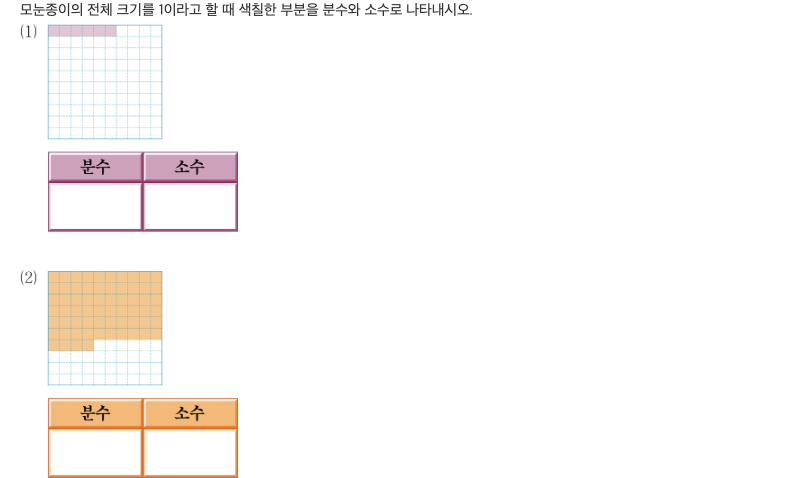 모눈종이의 전체 크기를 1이라고 할 때 색칠한 부분을 분수와 소수로 나타내시오.
(1)
분수 소수
(2)
분수 소수